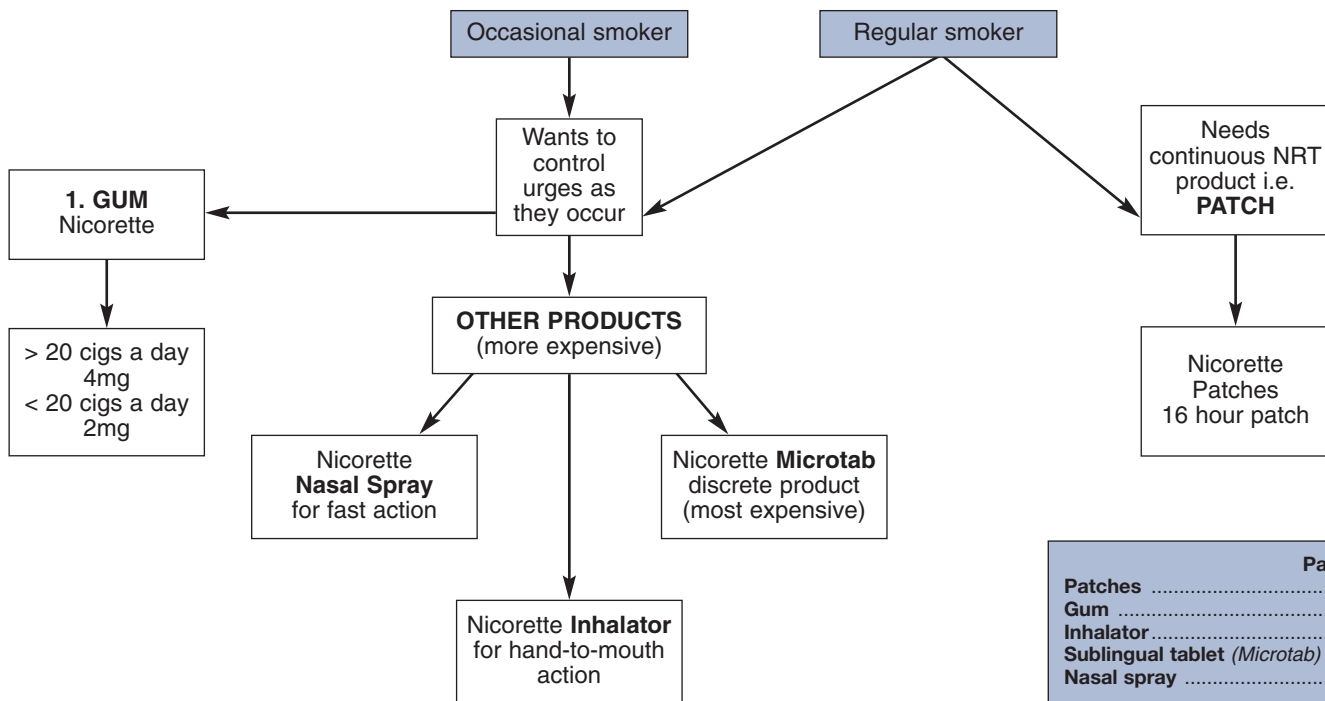 Occasional smoker
Regular smoker
Wants to
control
urges as
they occur
Needs
continuous NRT
product i.e.
PATCH
1. GUM
Nicorette
> 20 cigs a day
4mg
< 20 cigs a day
2mg
OTHER PRODUCTS
(more expensive)
Nicorette
Patches
16 hour patch
Nicorette
Nasal Spray
for fast action
Nicorette Microtab
discrete product
(most expensive)
Nicorette Inhalator
for hand-to-mouth
action
Patches
Gum
Inhalator
Sublingual tablet (Microtab)
Nasal spray